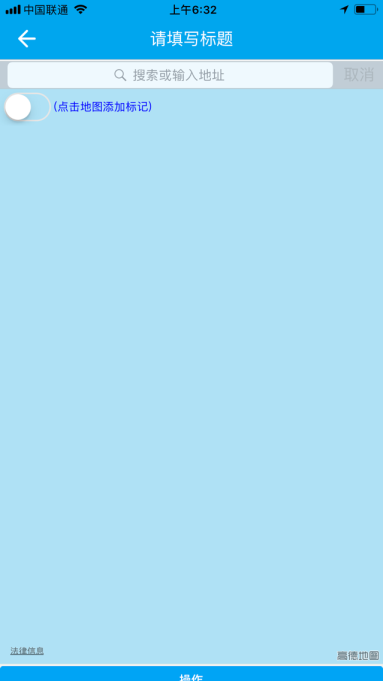 中国联通 上午6:32
请填写标题
搜索或输入地址 取消
(点击地图添加标记)
法律信息 高德地图
操作